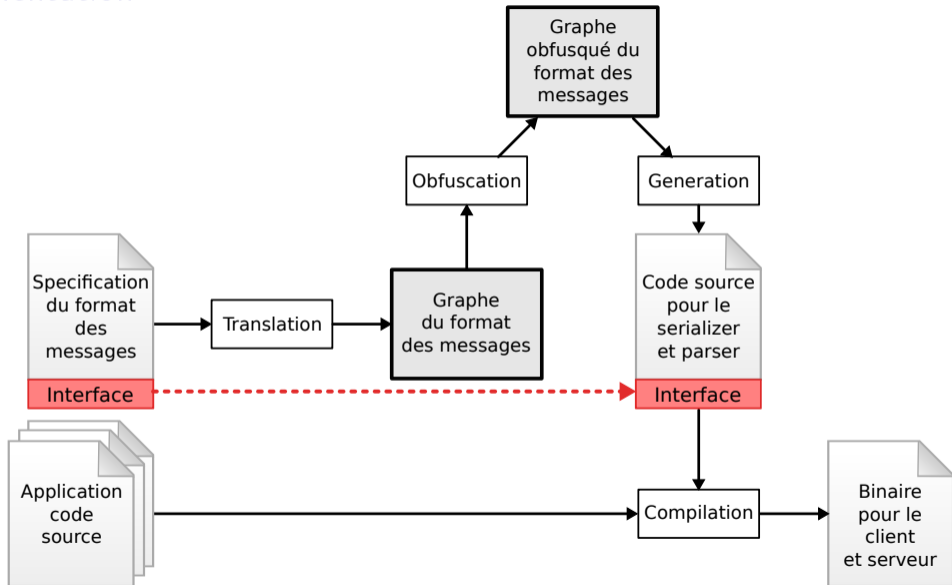 Graphe
obfusqué du
format des
messages
Obfuscation
Generation
Specification
du format
des
messages
Translation
Graphe
du format
des messages
Code source
pour le
serializer
et parser
Interface
Interface
Application
code
source
Compilation
Binaire
pour le
client
et serveur